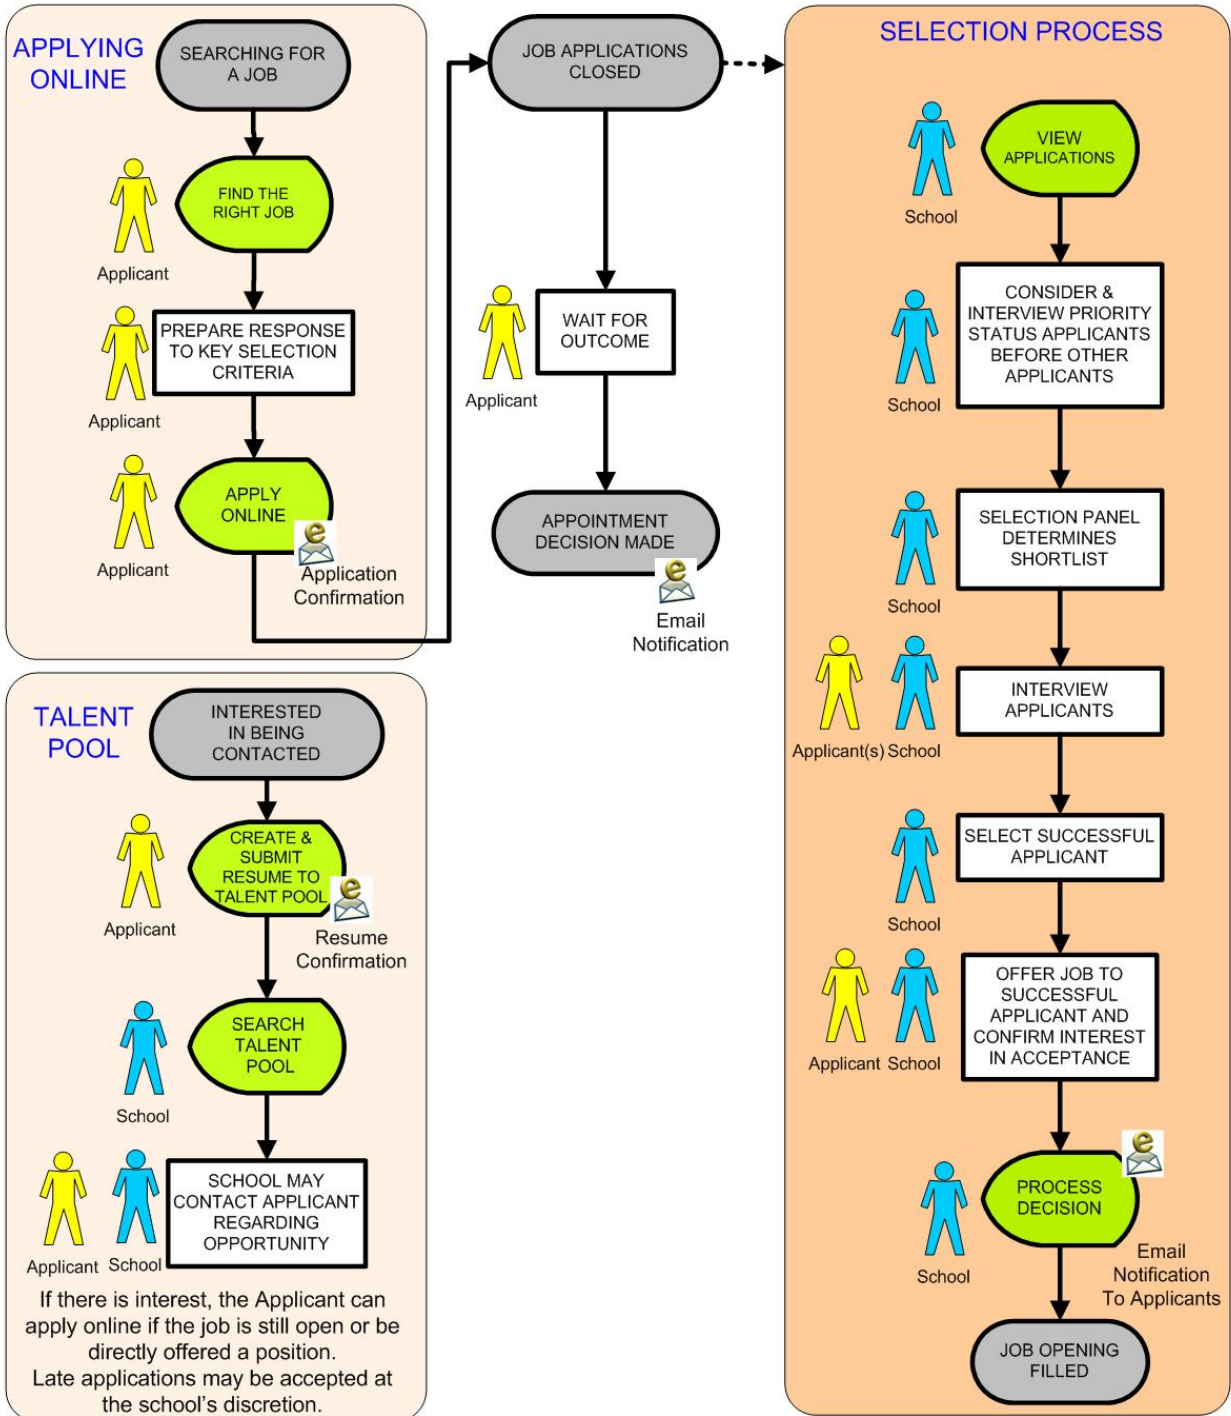 APPLYING
ONLINE
SEARCHING FOR
A JOB
FIND THE
RIGHT JOB
Applicant
PREPARE RESPONSE
TO KEY SELECTION
CRITERIA
Applicant
APPLY
ONLINE
Applicant
Application
Confirmation
JOB APPLICATIONS
CLOSED
WAIT FOR
OUTCOME
Applicant
APPOINTMENT
DECISION MADE
Email
Notification
TALENT
POOL
INTERESTED
IN BEING
CONTACTED
CREATE &
SUBMIT
RESUME TO
TALENT POOL
Applicant
Resume
Confirmation
SEARCH
TALENT
POOL
School
SCHOOL MAY
CONTACT APPLICANT
REGARDING
OPPORTUNITY
Applicant School
If there is interest, the Applicant can
apply online if the job is still open or be
directly offered a position.
Late applications may be accepted at
the school's discretion.
SELECTION PROCESS
VIEW
APPLICATIONS
School
CONSIDER &
INTERVIEW PRIORITY
STATUS APPLICANTS
BEFORE OTHER
APPLICANTS
School
SELECTION PANEL
DETERMINES
SHORTLIST
School
INTERVIEW
APPLICANTS
Applicant(s) School
SELECT SUCCESSFUL
APPLICANT
School
OFFER JOB TO
SUCCESSFUL
APPLICANT AND
CONFIRM INTEREST
IN ACCEPTANCE
Applicant School
PROCESS
DECISION
School
Email
Notification
To Applicants
JOB OPENING
FILLED